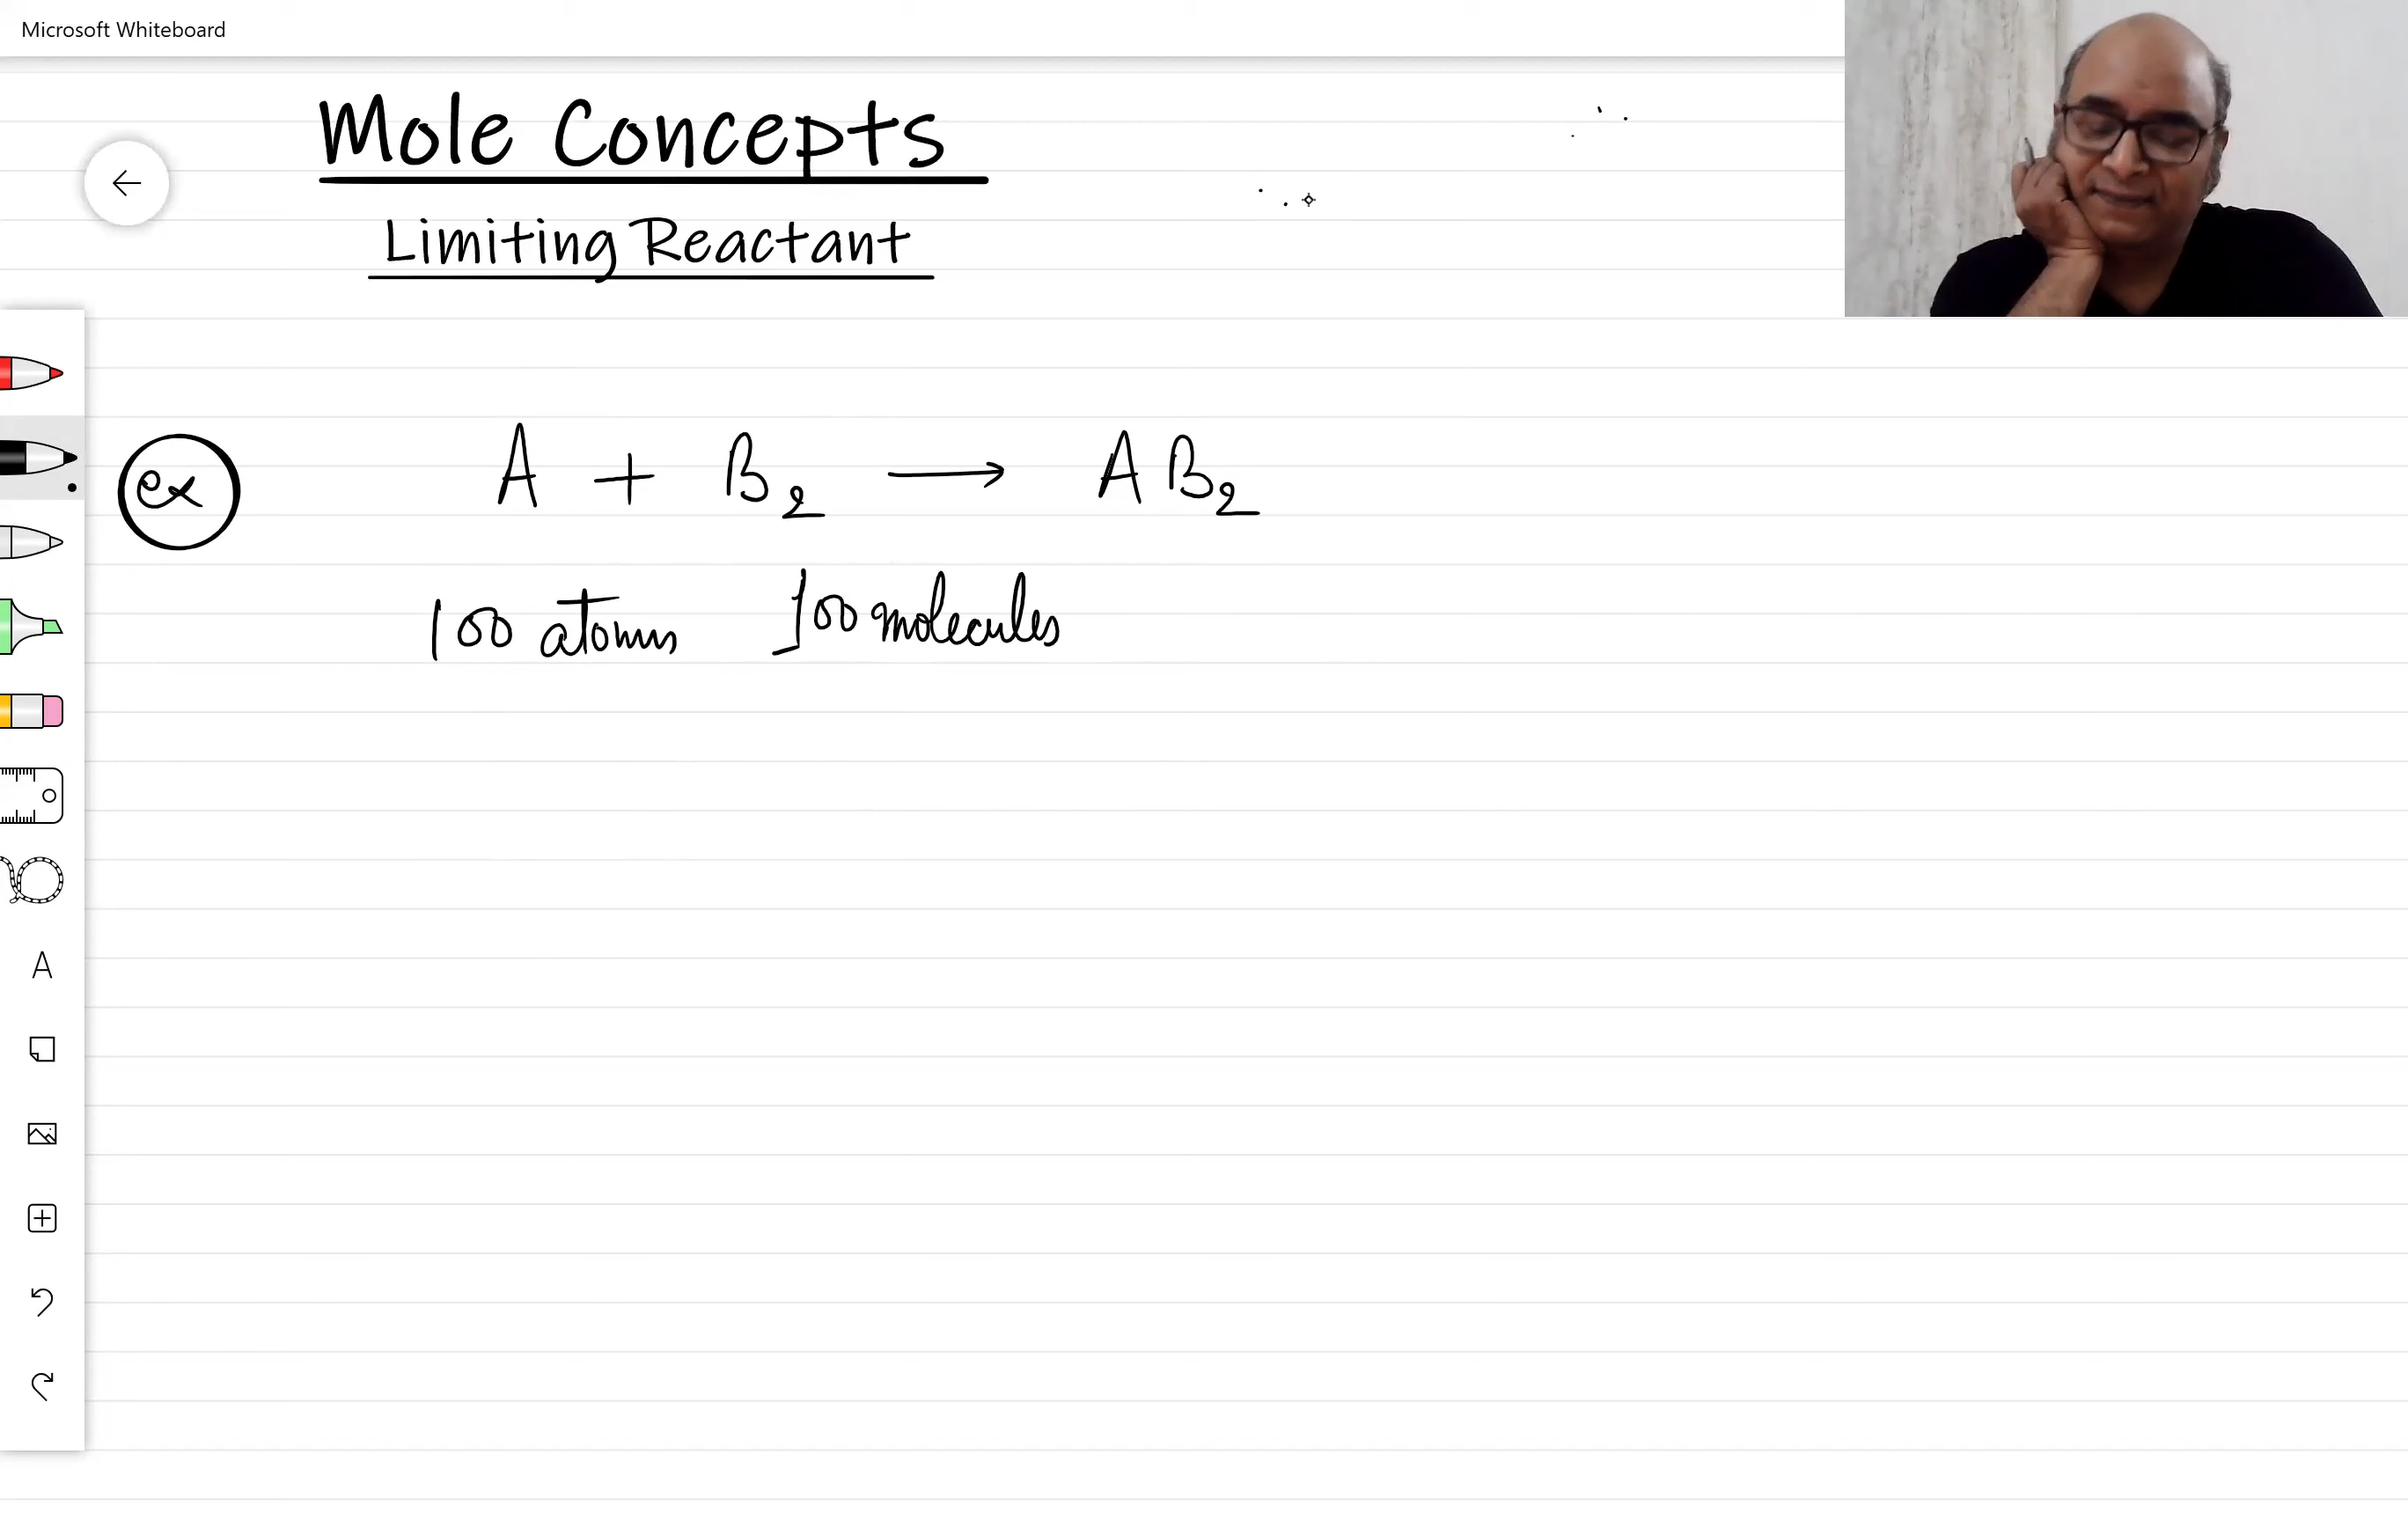 Microsoft Whiteboard
Mole Concepts
Limiting Reactant
ex A + B₂ → AB₂
100 atoms 100 molecules
A